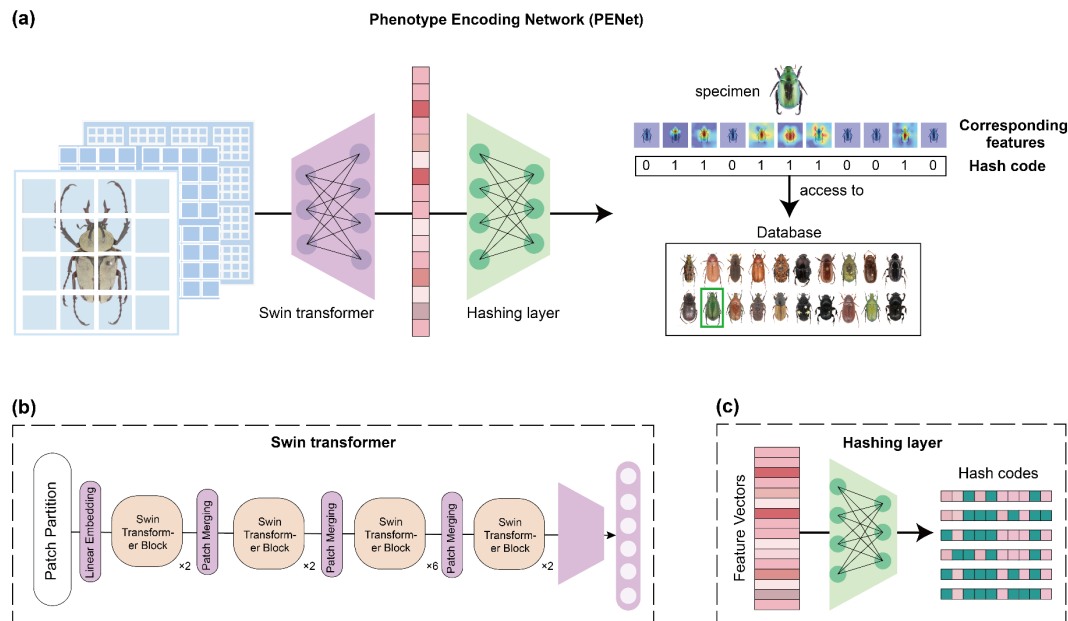 (a)
Phenotype Encoding Network (PENet)
specimen
Corresponding
features
0 1 1 0 1 1 1 0 0 1 0
Hash code
access to
Database
Swin transformer
Hashing layer
(b)
Swin transformer
Patch Partition
Linear Embedding
Swin
Transform-
er Block
×2
Patch Merging
Swin
Transform-
er Block
×2
Patch Merging
Swin
Transform-
er Block
×6
Patch Merging
Swin
Transform-
er Block
×2
(c)
Hashing layer
Feature Vectors
Hash codes